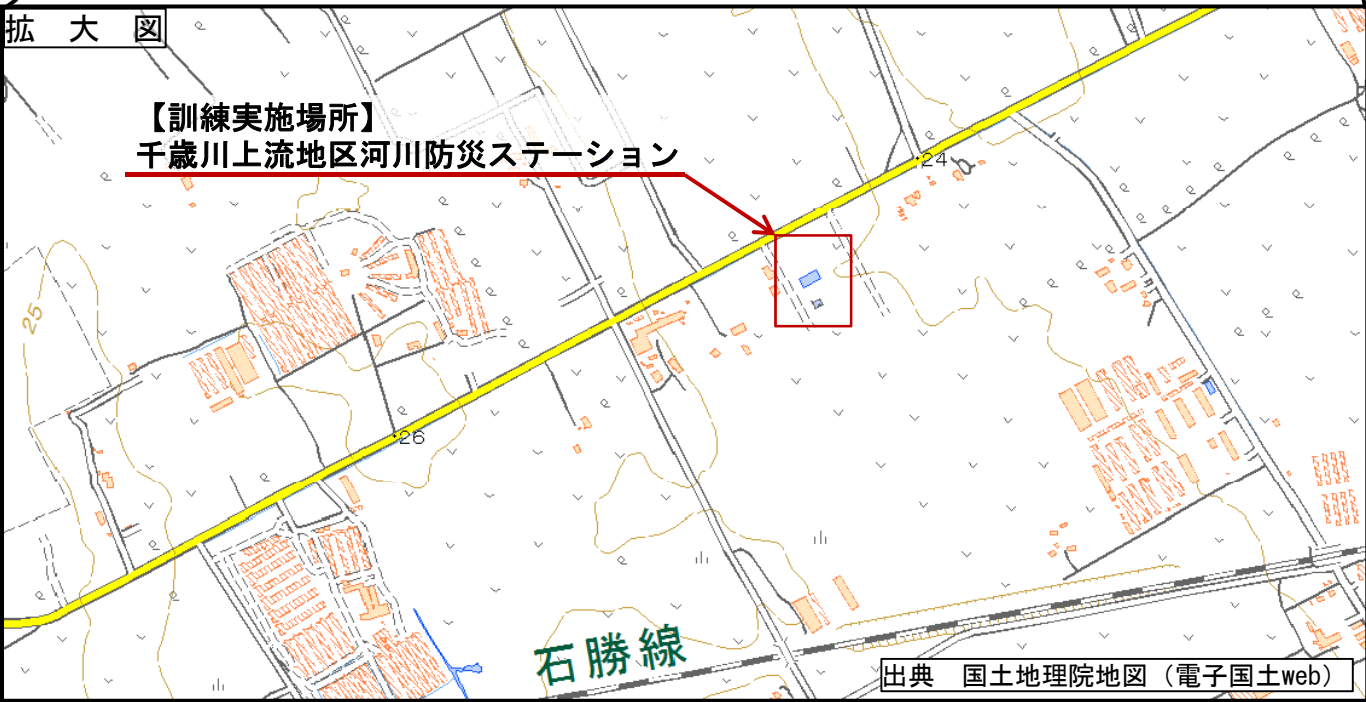 拡 大 図
【訓練実施場所】
千歳川上流地区河川防災ステーション
24
25
26
石勝線
出典 国土地理院地図（電子国土web）